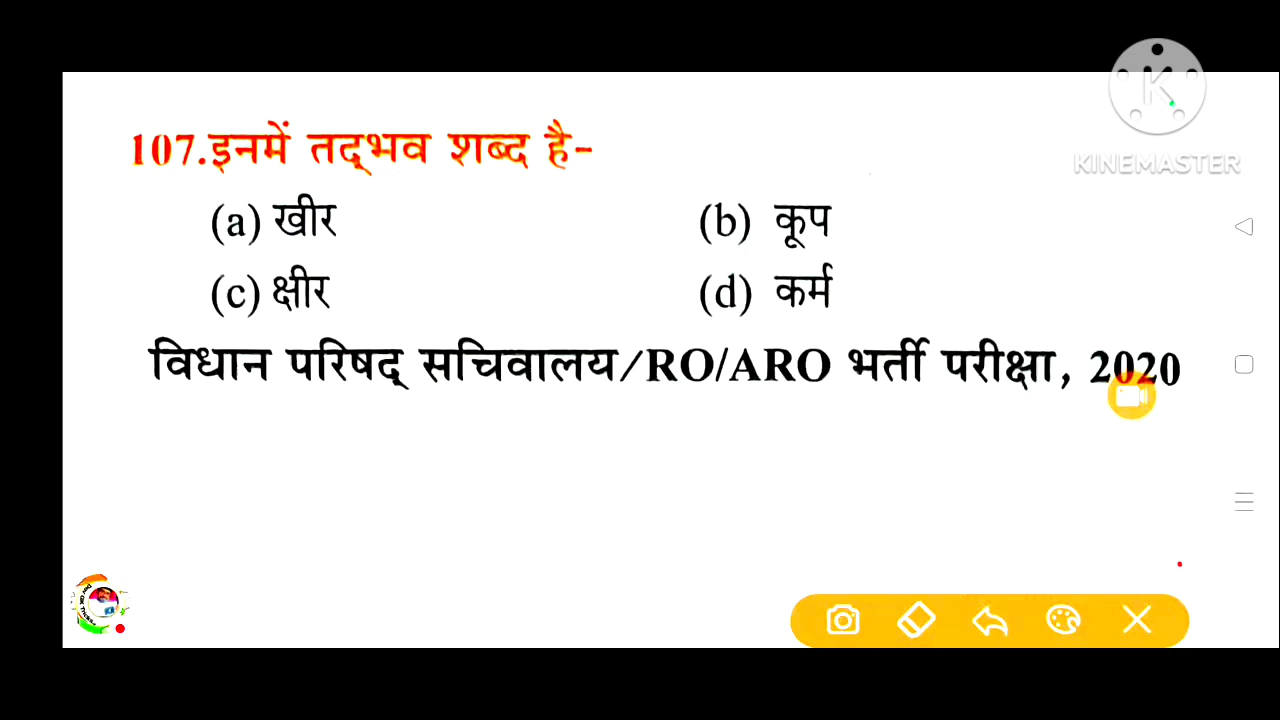 KINEMASTER
107.इनमें तद्भव शब्द है-
(a) खीर (b) कूप
(c) क्षीर (d) कर्म
विधान परिषद् सचिवालय/RO/ARO भर्ती परीक्षा, 2020